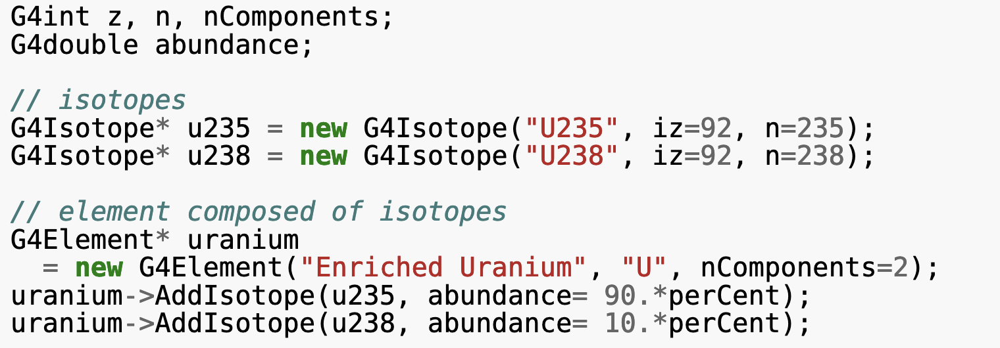 G4int z, n, nComponents;
G4double abundance;

// isotopes
G4Isotope* u235 = new G4Isotope("U235", iz=92, n=235);
G4Isotope* u238 = new G4Isotope("U238", iz=92, n=238);

// element composed of isotopes
G4Element* uranium
  = new G4Element("Enriched Uranium", "U", nComponents=2);
uranium->AddIsotope(u235, abundance= 90.*perCent);
uranium->AddIsotope(u238, abundance= 10.*perCent);